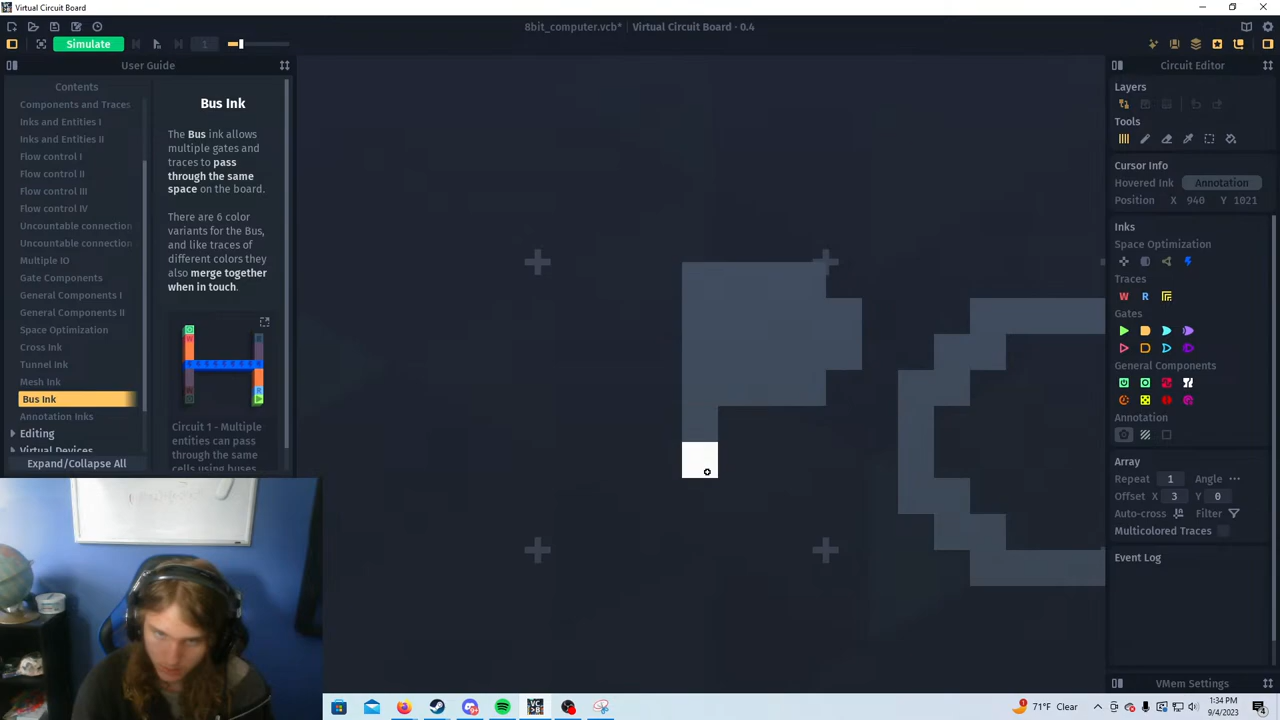 Virtual Circuit Board
8bit_computer.vcb* | Virtual Circuit Board · 0.4
Simulate
1
User Guide
Contents
Components and Traces
Inks and Entities I
Inks and Entities II
Flow control I
Flow control II
Flow control III
Flow control IV
Uncountable connection
Uncountable connection
Multiple IO
Gate Components
General Components I
General Components II
Space Optimization
Cross Ink
Tunnel Ink
Mesh Ink
Bus Ink
Annotation Inks
Editing
Virtual Devices
Expand/Collapse All
Bus Ink
The Bus ink allows
multiple gates and
traces to pass
through the same
space on the board.
There are 6 color
variants for the Bus,
and like traces of
different colors they
also merge together
when in touch.
W
R
Circuit 1 - Multiple
entities can pass
through the same
cells using buses.
Circuit Editor
Layers
Tools
Cursor Info
Hovered Ink Annotation
Position X 940 Y 1021
Inks
Space Optimization
Traces
W R
Gates
General Components
Annotation
Array
Repeat 1 Angle ···
Offset X 3 Y 0
Auto-cross Filter
Multicolored Traces
Event Log
VMem Settings
71°F Clear
1:34 PM
9/4/2023